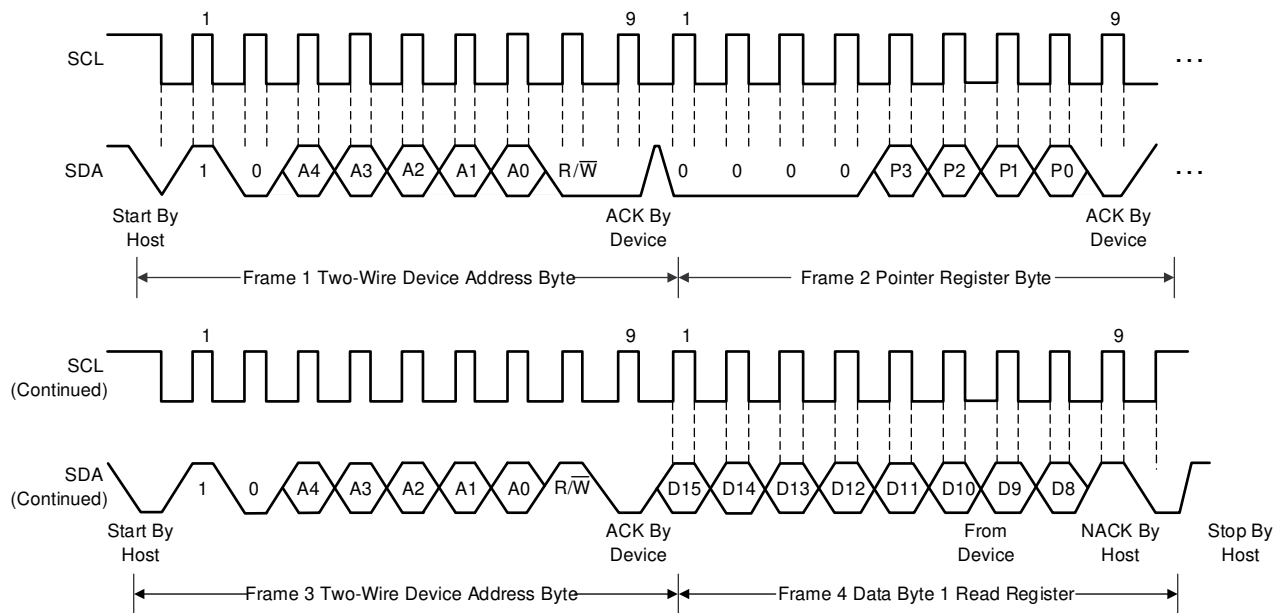 1 9 1 9
SCL ...
SDA 1 0 A4 A3 A2 A1 A0 R/W̅ 0 0 0 0 P3 P2 P1 P0 ...
Start By Host ACK By Device ACK By Device
Frame 1 Two-Wire Device Address Byte Frame 2 Pointer Register Byte
1 9 1 9
SCL
(Continued)
SDA
(Continued) 1 0 A4 A3 A2 A1 A0 R/W̅ D15 D14 D13 D12 D11 D10 D9 D8
Start By Host ACK By Device From Device NACK By Host Stop By Host
Frame 3 Two-Wire Device Address Byte Frame 4 Data Byte 1 Read Register